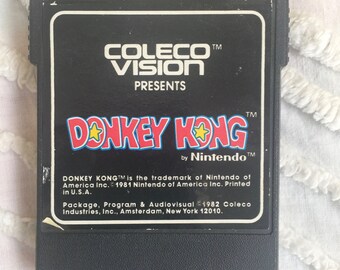 COLECO™
VISION
PRESENTS
DONKEY KONG™
by Nintendo™
DONKEY KONG™ is the trademark of Nintendo of
America Inc. ©1981 Nintendo of America Inc. Printed
in U.S.A.
Package, Program & Audiovisual ©1982 Coleco
Industries, Inc., Amsterdam, New York 12010.